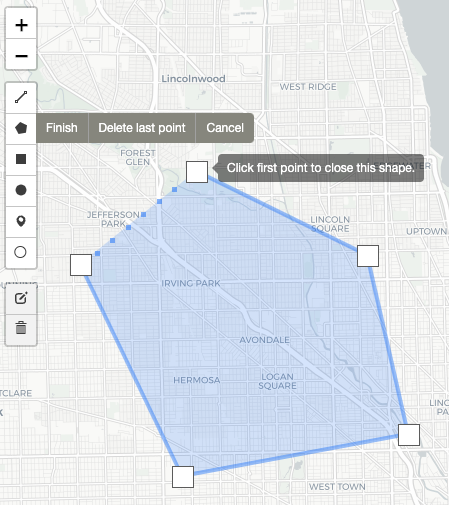 +
Lincolnwood
−
WEST RIDGE
Finish Delete last point Cancel
FOREST
GLEN
Click first point to close this shape.
JEFFERSON
PARK
LINCOLN
SQUARE
UPTOWN
IRVING PARK
AVONDALE
HERMOSA
LOGAN
SQUARE
WEST TOWN